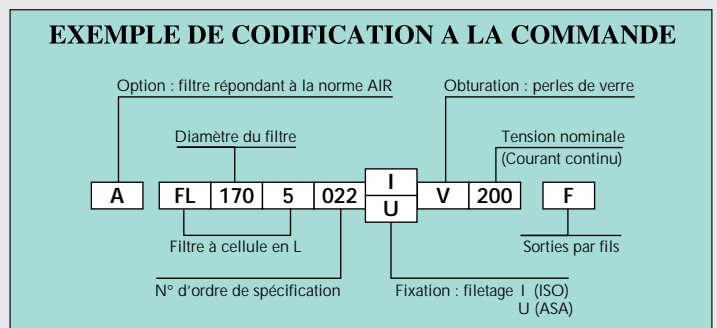 EXEMPLE DE CODIFICATION A LA COMMANDE
Option : filtre répondant à la norme AIR
Obturation : perles de verre
Diamètre du filtre
Tension nominale
(Courant continu)
A FL 170 5 022 I V 200 F
U
Filtre à cellule en L
Sorties par fils
N° d'ordre de spécification
Fixation : filetage I (ISO)
U (ASA)